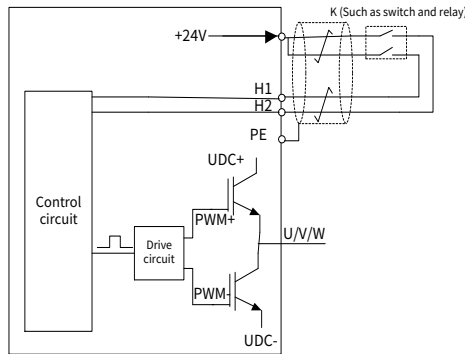 K (Such as switch and relay)
+24V
H1
H2
PE
UDC+
Control
circuit
PWM+
Drive
circuit
U/V/W
PWM-
UDC-